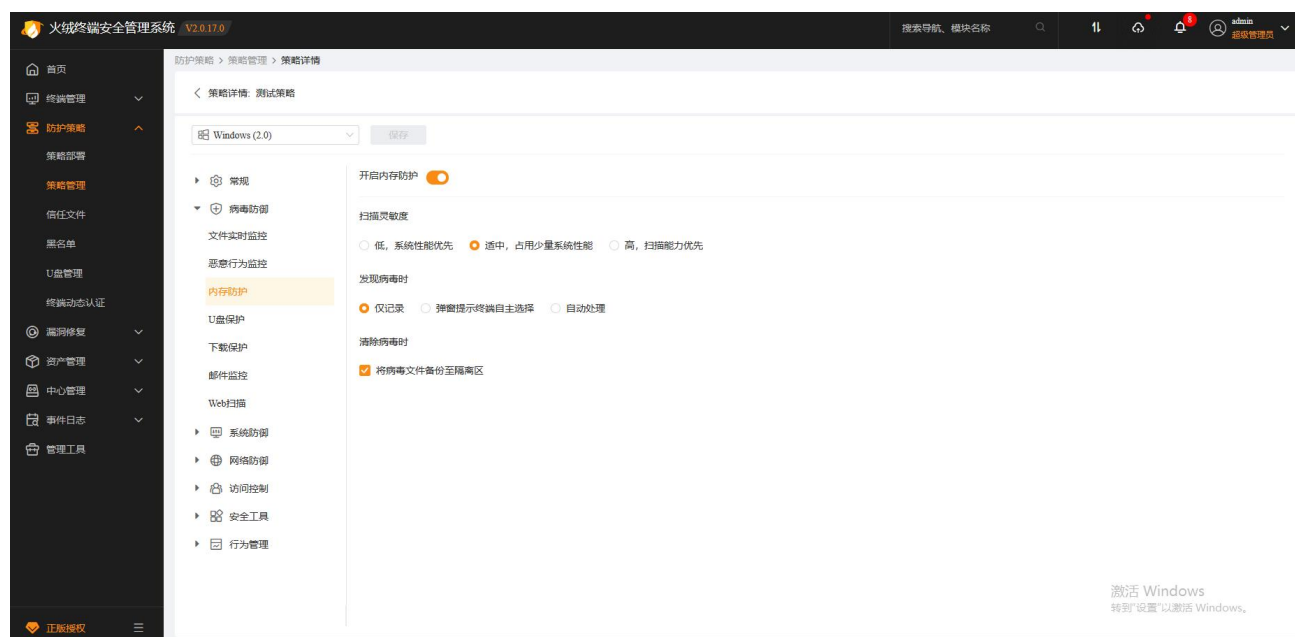 火绒终端安全管理系统 V2.0.17.0
搜索导航、模块名称
8
admin
超级管理员
首页
终端管理
防护策略
策略部署
策略管理
信任文件
黑名单
U盘管理
终端动态认证
漏洞修复
资产管理
中心管理
事件日志
管理工具
正版授权
防护策略 > 策略管理 > 策略详情
策略详情: 测试策略
Windows (2.0)
保存
常规
病毒防御
文件实时监控
恶意行为监控
内存防护
U盘保护
下载保护
邮件监控
Web扫描
系统防御
网络防御
访问控制
安全工具
行为管理
开启内存防护
扫描灵敏度
低，系统性能优先 适中，占用少量系统性能 高，扫描能力优先
发现病毒时
仅记录 弹窗提示终端自主选择 自动处理
清除病毒时
将病毒文件备份至隔离区
激活 Windows
转到"设置"以激活 Windows。